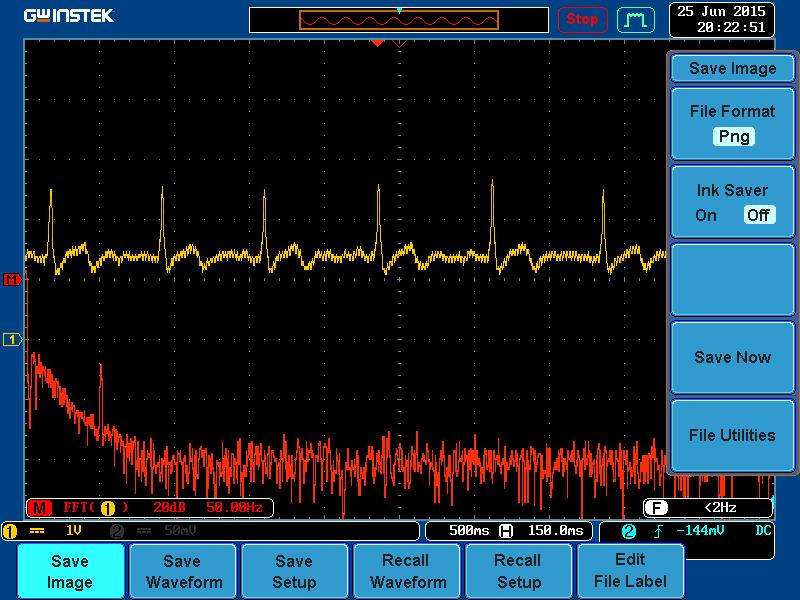 GWINSTEK
Stop
25 Jun 2015
20:22:51
Save Image
File Format
Png
Ink Saver
On Off
Save Now
File Utilities
M
1
M FFT( 1 ) 20dB 50.00Hz
F <2Hz
1 1V 2 50mV
500ms H 150.0ms
2 -144mV DC
Save Image
Save Waveform
Save Setup
Recall Waveform
Recall Setup
Edit File Label